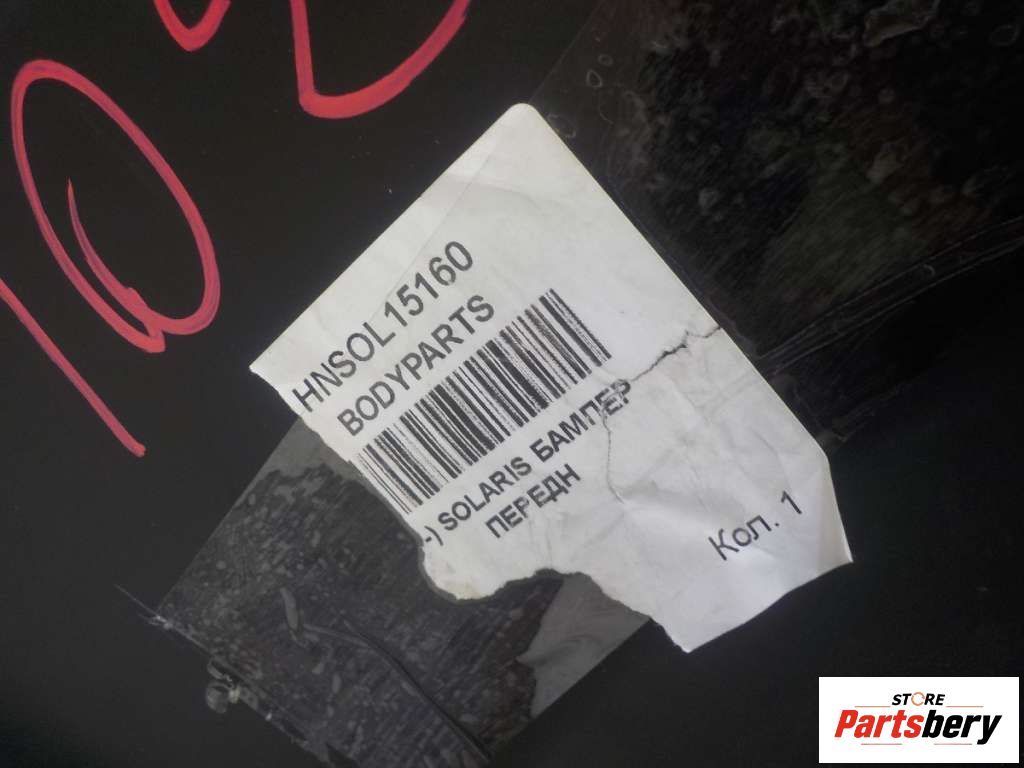 HNSOL15160
BODYPARTS
-) SOLARIS БАМПЕР
ПЕРЕДН
Кол. 1
STORE
Partsbery